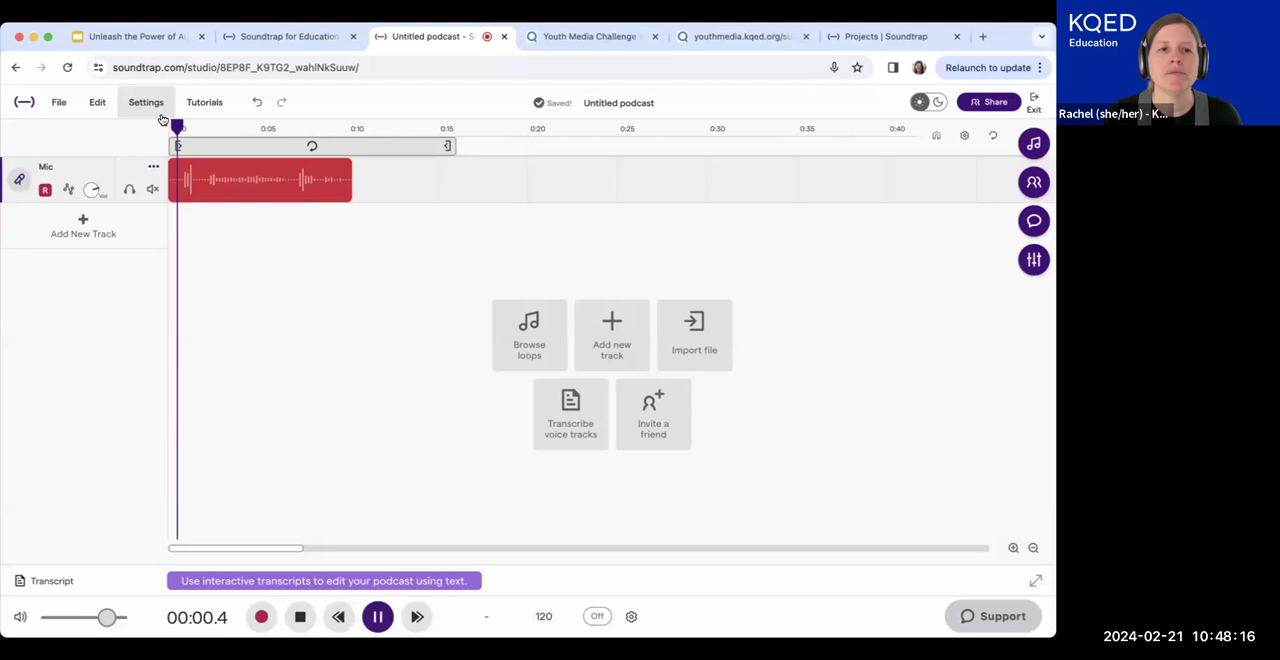 Unleash the Power of A
Soundtrap for Education
Untitled podcast - S
Youth Media Challenge
youthmedia.kqed.org/su
Projects | Soundtrap
soundtrap.com/studio/8EP8F_K9TG2_wahlNkSuuw/
Relaunch to update
File
Edit
Settings
Tutorials
Saved!
Untitled podcast
Share
Exit
0:05
0:10
0:15
0:20
0:25
0:30
0:35
0:40
Mic
R
Vol
Add New Track
Browse
loops
Add new
track
Import file
Transcribe
voice tracks
Invite a
friend
Transcript
Use interactive transcripts to edit your podcast using text.
00:00.4
-
120
Off
Support
KQED
Education
Rachel (she/her) - K...
2024-02-21 10:48:16